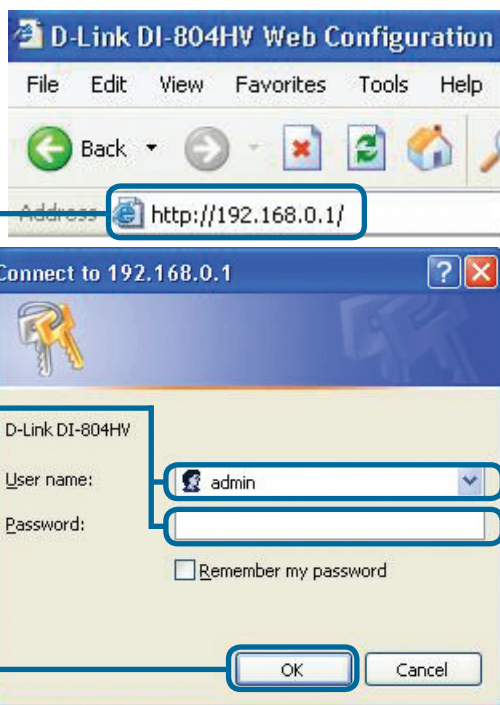 D-Link DI-804HV Web Configuration
File Edit View Favorites Tools Help
Back
Address http://192.168.0.1/
Connect to 192.168.0.1
D-Link DI-804HV
User name: admin
Password:
Remember my password
OK Cancel